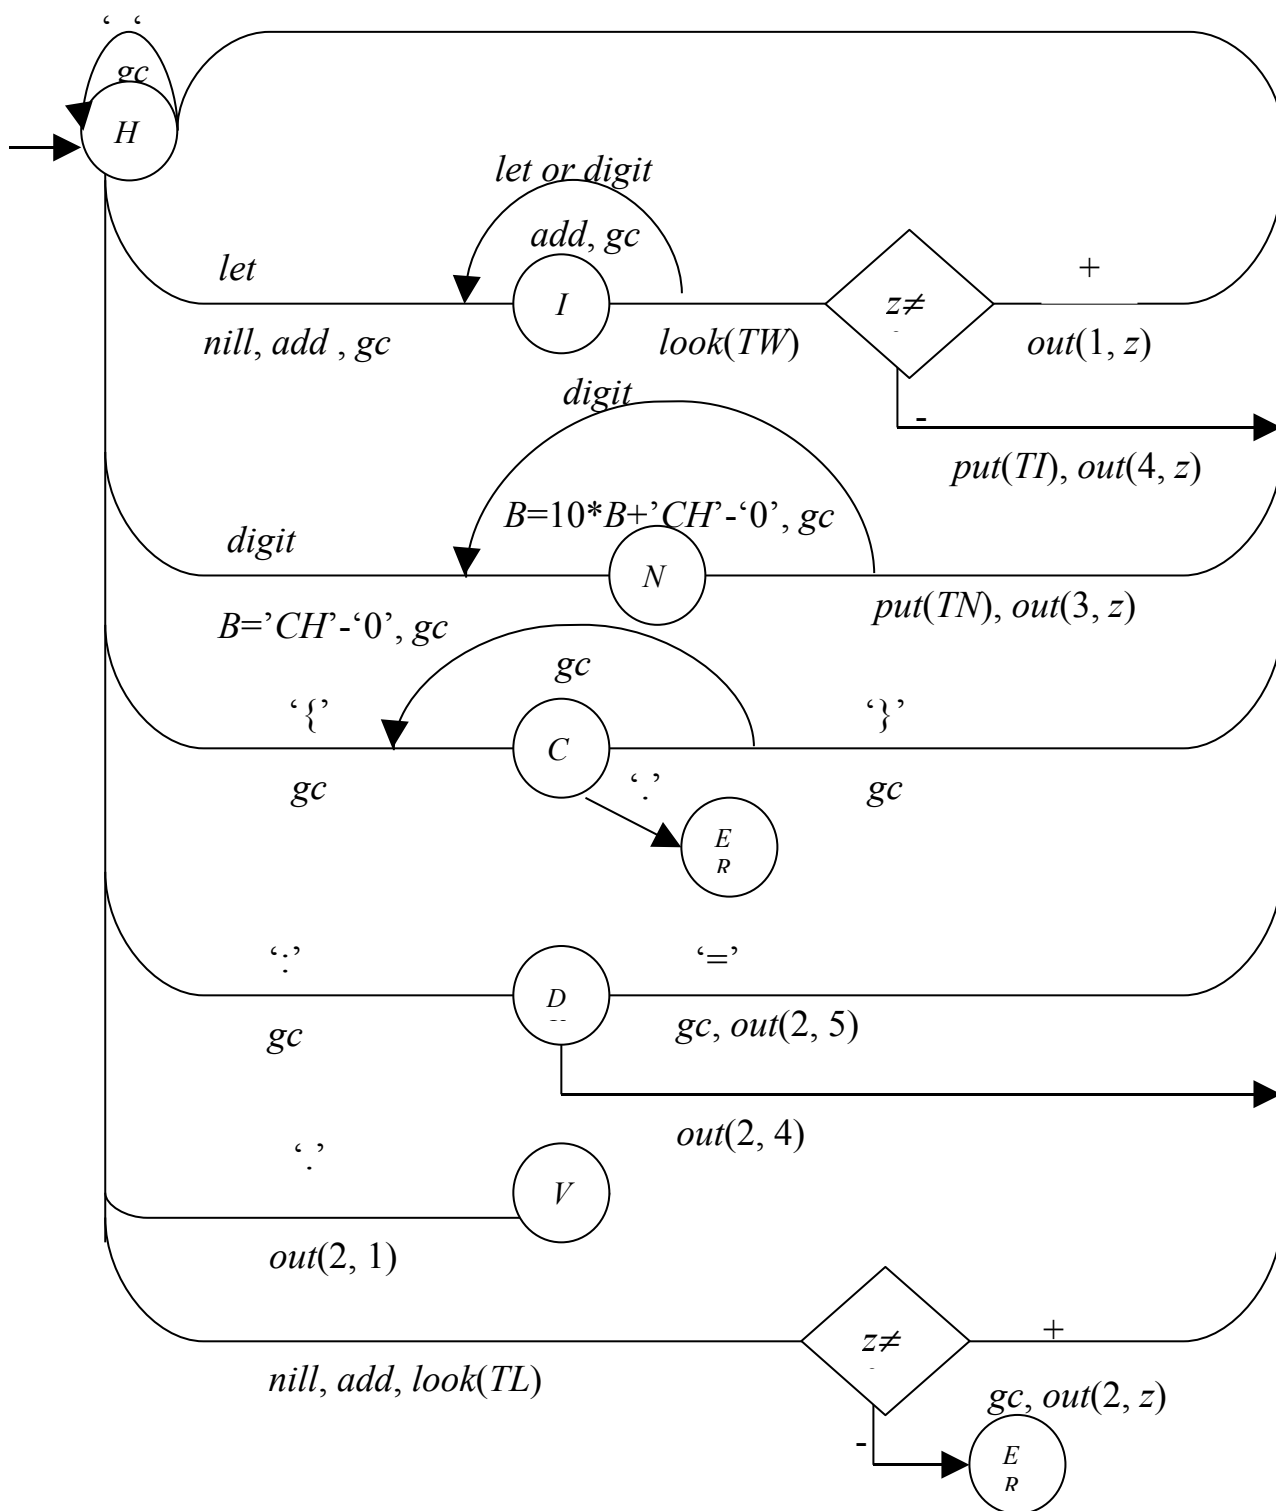 ‘ ‘
gc
H
let or digit
add, gc
let
I
z≠
+
nill, add , gc
look(TW)
out(1, z)
digit
-
put(TI), out(4, z)
B=10*B+’CH’-‘0’, gc
digit
N
put(TN), out(3, z)
B=’CH’-‘0’, gc
gc
‘{’
‘}’
C
gc
‘.’
gc
E
R
‘:’
‘=’
D
gc
gc, out(2, 5)
out(2, 4)
‘.’
V
out(2, 1)
z≠
+
nill, add, look(TL)
gc, out(2, z)
-
E
R